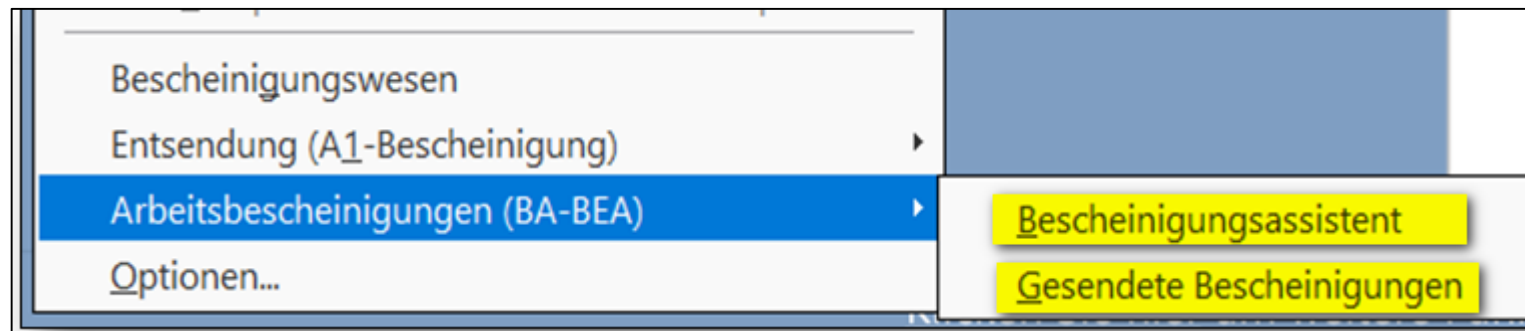 Bescheinigungswesen
Entsendung (A1-Bescheinigung)
Arbeitsbescheinigungen (BA-BEA)
Bescheinigungsassistent
Optionen...
Gesendete Bescheinigungen